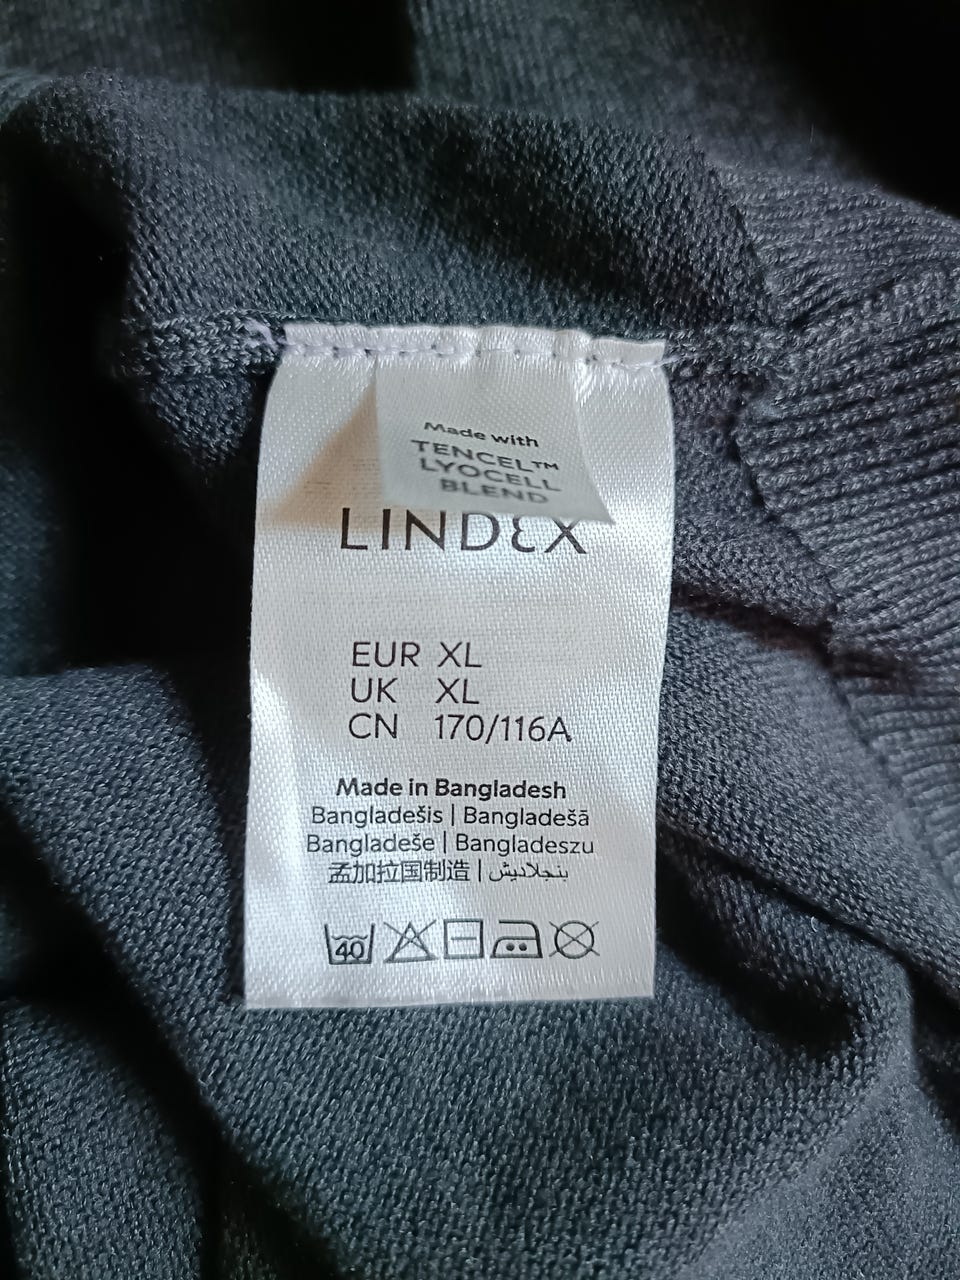 Made with
TENCEL™
LYOCELL
BLEND
LINDEX
EUR XL
UK XL
CN 170/116A
Made in Bangladesh
Bangladešis | Bangladešā
Bangladeše | Bangladeszu
孟加拉国制造 | بنجلاديش
40